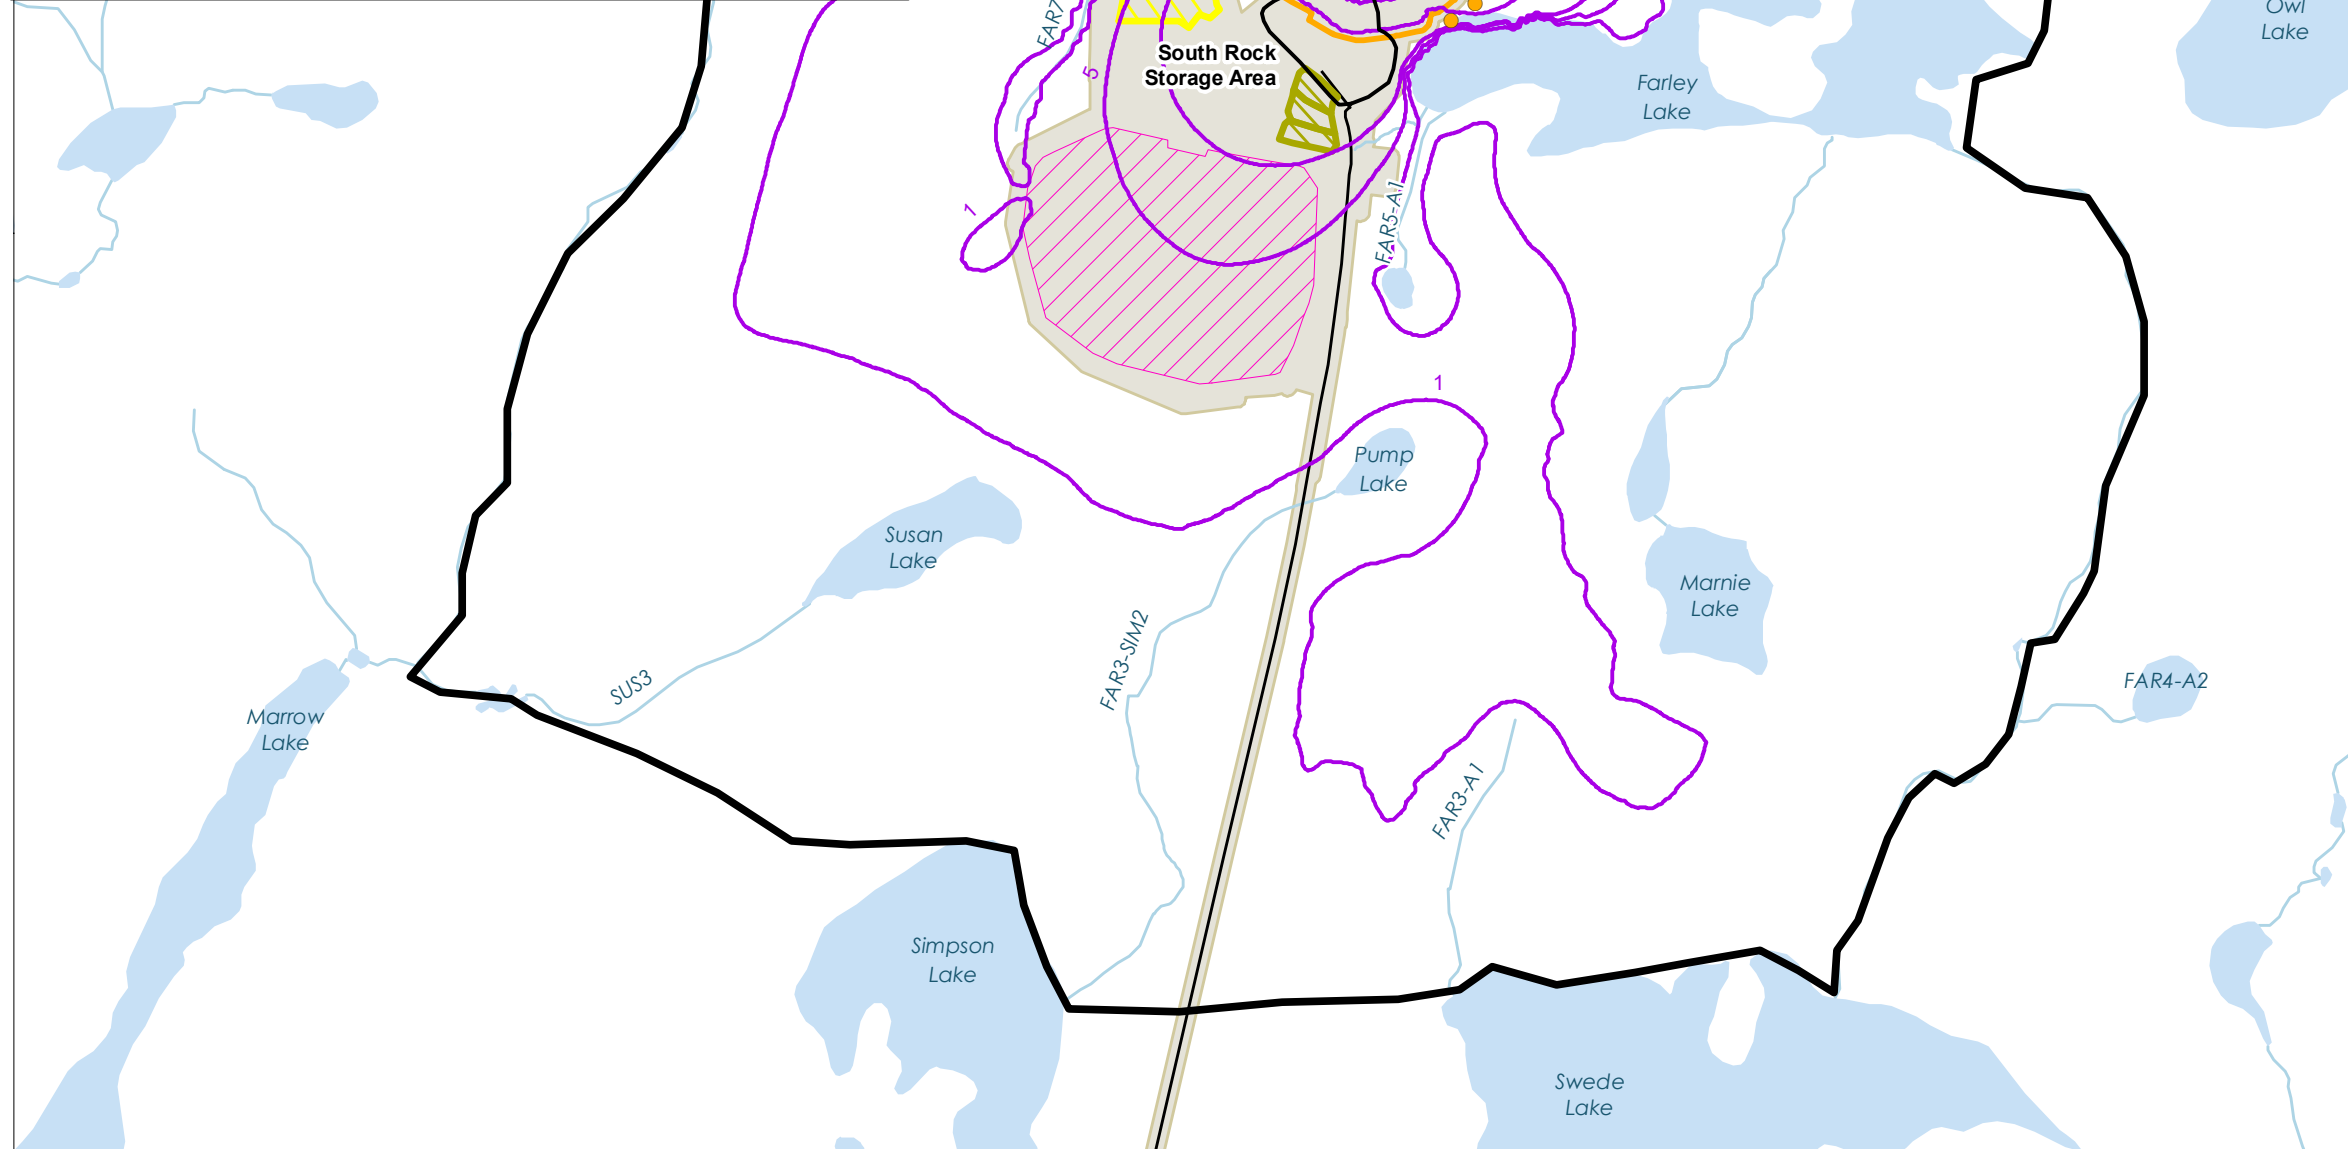 FAR7
Owl
Lake
South Rock
Storage Area
5
Farley
Lake
1
FAR5-A1
1
Pump
Lake
Susan
Lake
Marnie
Lake
FAR3-SIM2
SUS3
FAR4-A2
Marrow
Lake
FAR3-A1
Simpson
Lake
Swede
Lake